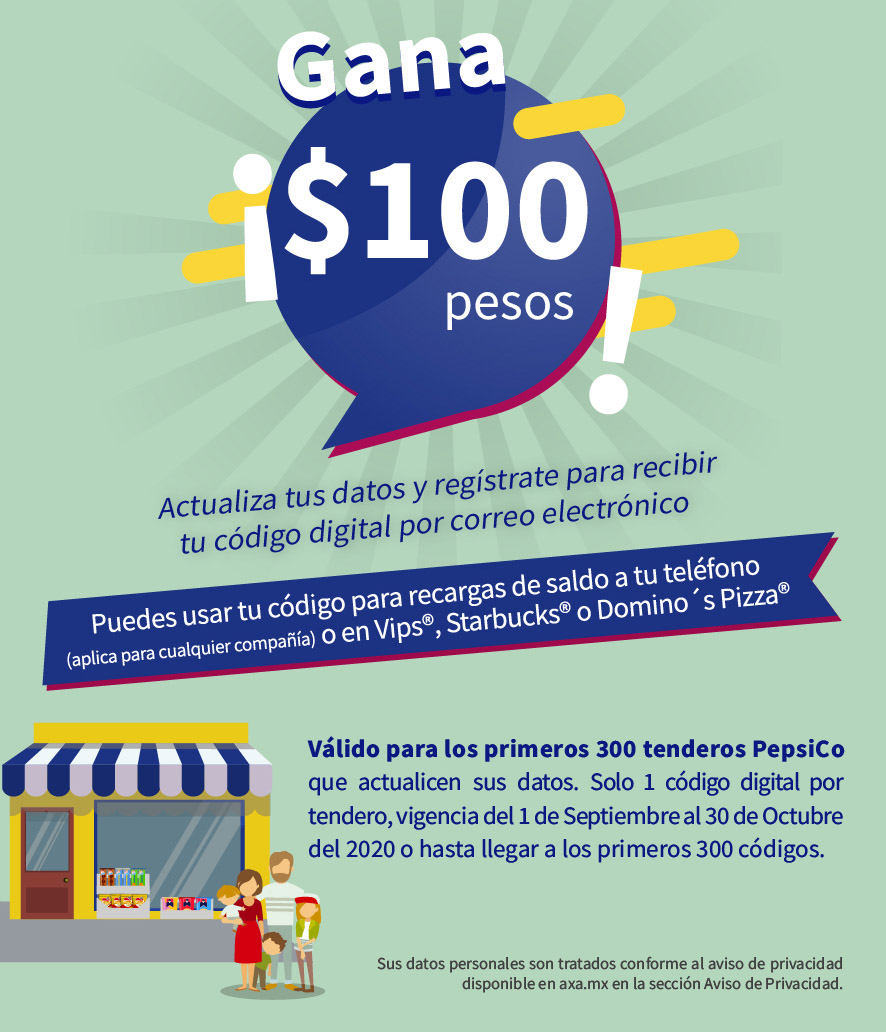 Gana
¡$100
pesos!
Actualiza tus datos y regístrate para recibir
tu código digital por correo electrónico
Puedes usar tu código para recargas de saldo a tu teléfono
(aplica para cualquier compañía) o en Vips®, Starbucks® o Domino´s Pizza®
Válido para los primeros 300 tenderos PepsiCo
que actualicen sus datos. Solo 1 código digital por
tendero, vigencia del 1 de Septiembre al 30 de Octubre
del 2020 o hasta llegar a los primeros 300 códigos.
Sus datos personales son tratados conforme al aviso de privacidad
disponible en axa.mx en la sección Aviso de Privacidad.